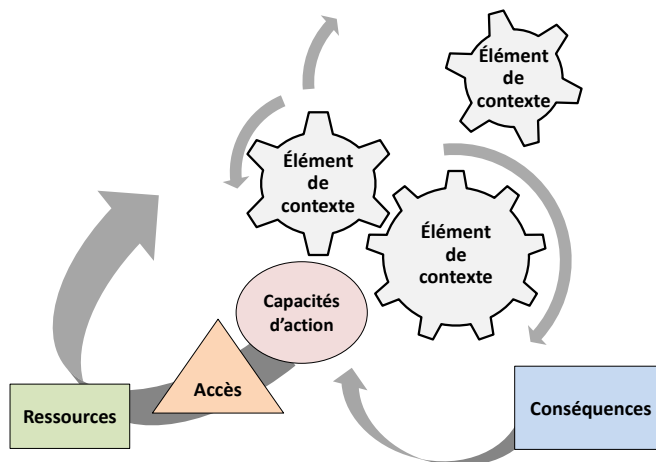 Élément
de
contexte
Élément
de
contexte
Élément
de
contexte
Capacités
d’action
Accès
Ressources
Conséquences